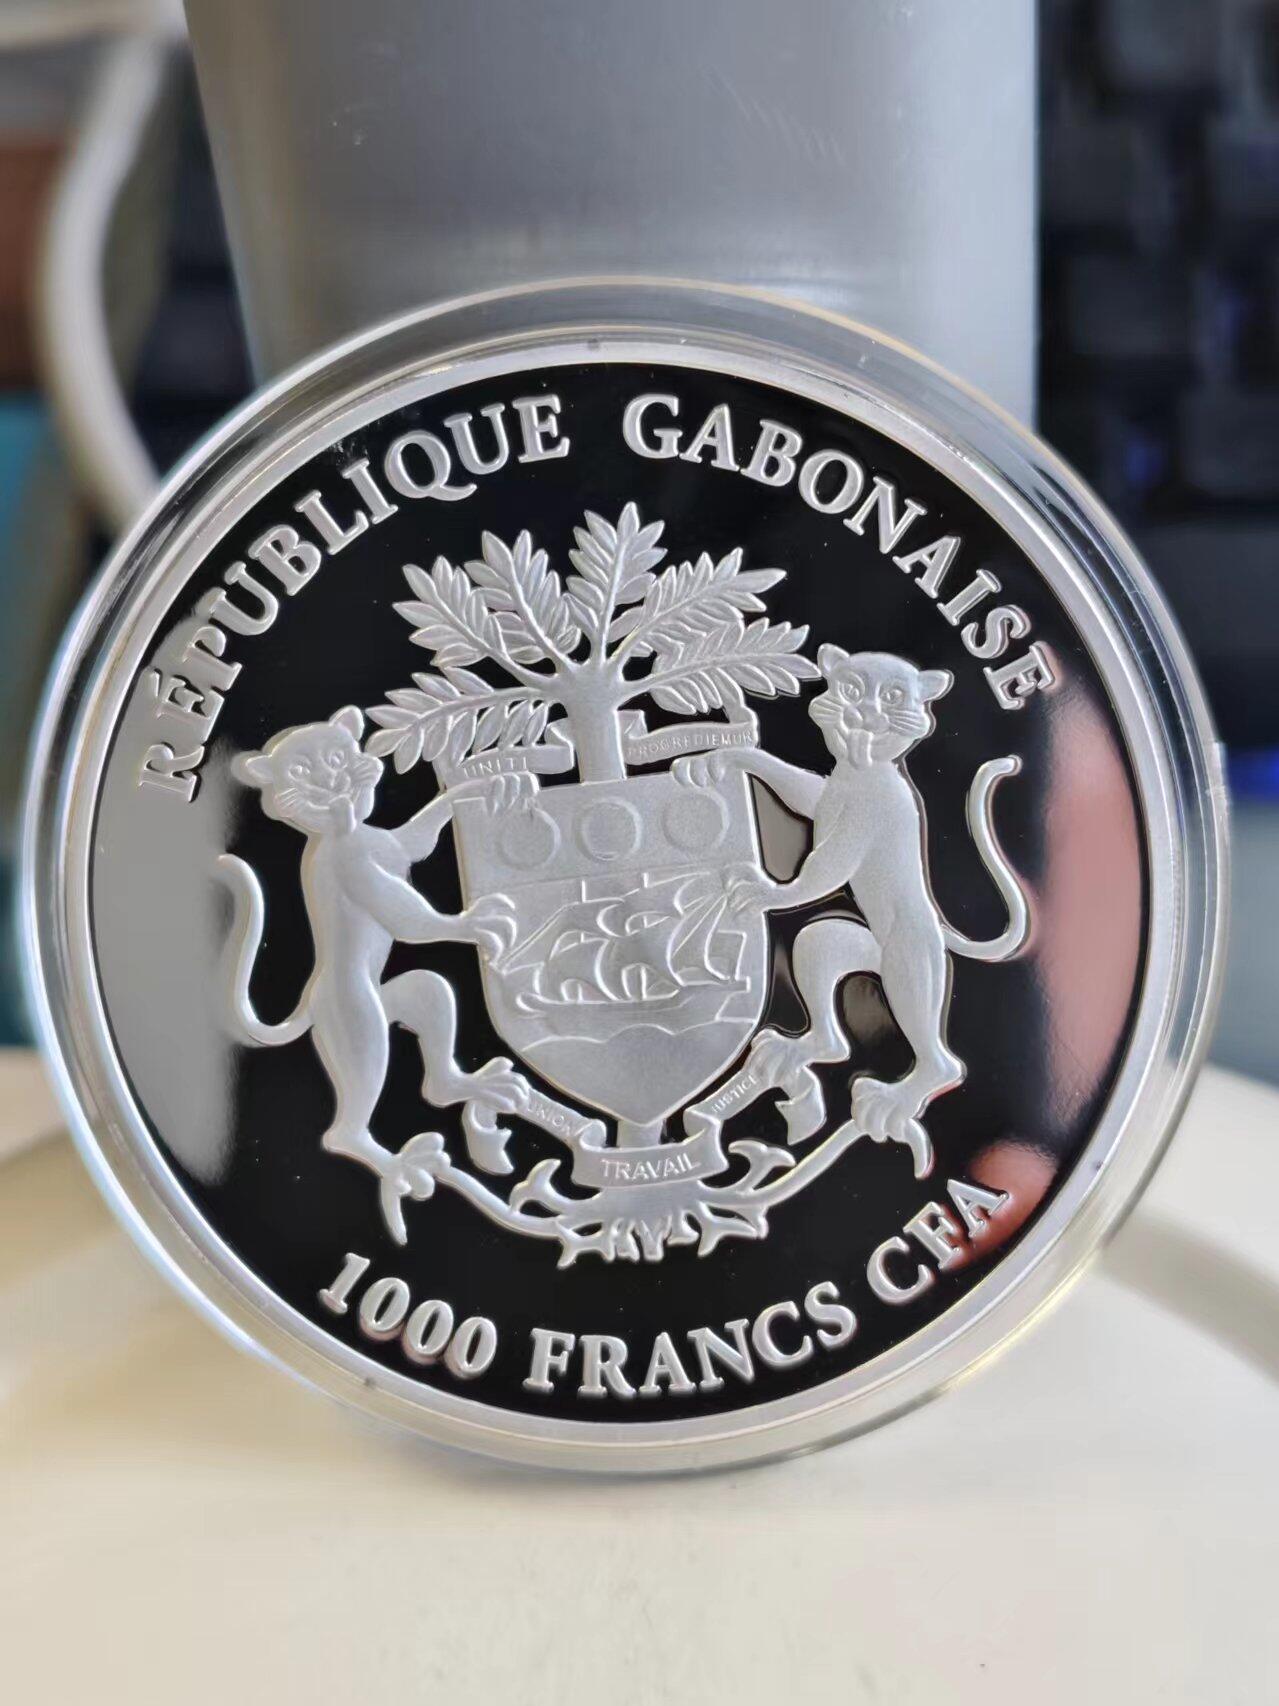 RÉPUBLIQUE GABONAISE
UNITI PROGREDIEMUR
UNION TRAVAIL JUSTICE
1000 FRANCS CFA